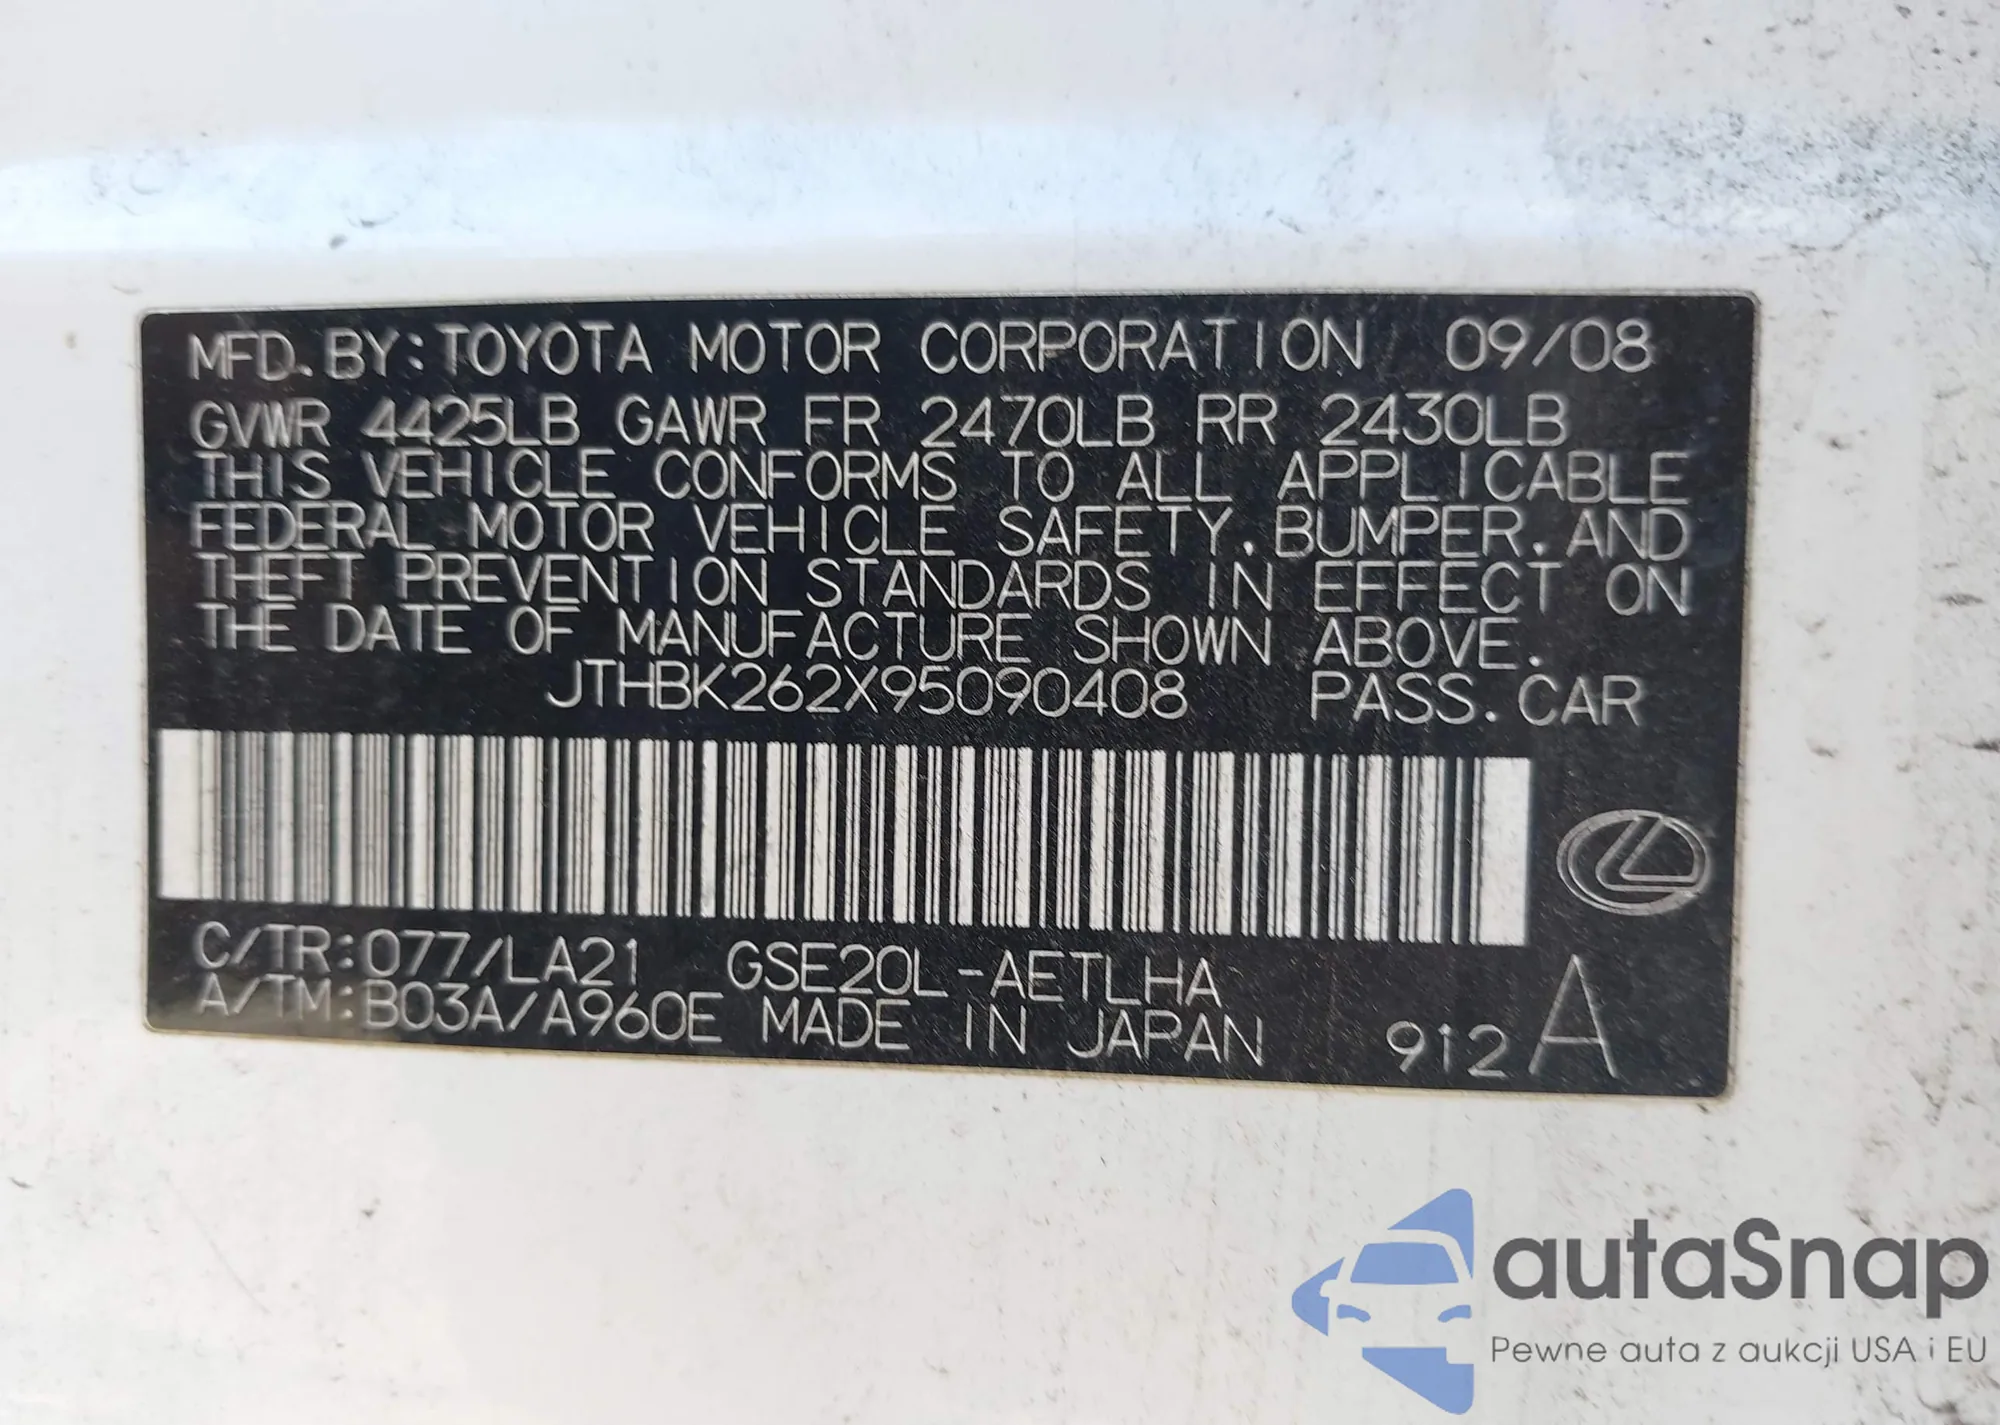 MFD. BY: TOYOTA MOTOR CORPORATION 09/08
GVWR 4425LB GAWR FR 2470LB RR 2430LB
THIS VEHICLE CONFORMS TO ALL APPLICABLE
FEDERAL MOTOR VEHICLE SAFETY, BUMPER, AND
THEFT PREVENTION STANDARDS IN EFFECT ON
THE DATE OF MANUFACTURE SHOWN ABOVE.
JTHBK262X95090408 PASS. CAR
C/TR: 077/LA21 GSE20L-AETLHA
A/TM: B03A/A960E MADE IN JAPAN 912 A
autaSnap
Pewne auta z aukcji USA i EU